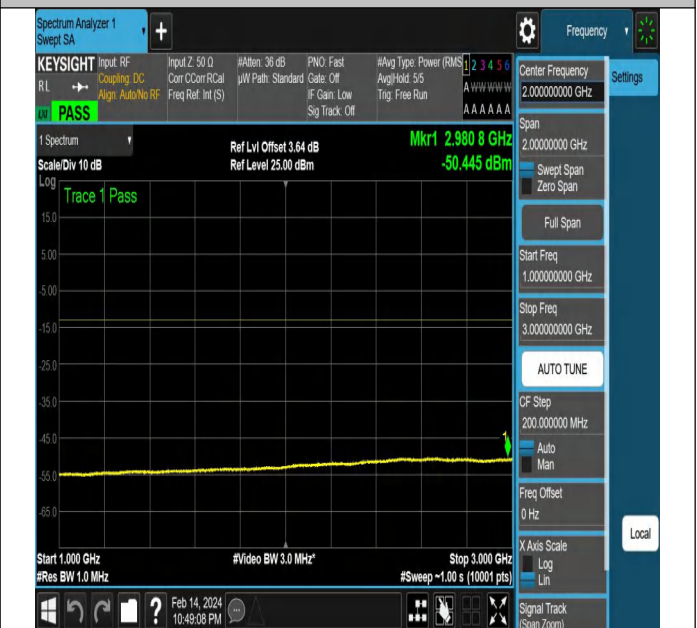 Spectrum Analyzer 1
Swept SA
+
Frequency
KEYSIGHT
RL
PASS
Input: RF
Coupling: DC
Align: Auto/No RF
Input Z: 50 Ω
Corr CCorr RCal
Freq Ref: Int (S)
#Atten: 36 dB
µW Path: Standard
PNO: Fast
Gate: Off
IF Gain: Low
Sig Track: Off
#Avg Type: Power (RMS
Avg|Hold: 5/5
Trig: Free Run
1 2 3 4 5 6
A W W W W W
A A A A A A
1 Spectrum
Scale/Div 10 dB
Ref Lvl Offset 3.64 dB
Ref Level 25.00 dBm
Mkr1 2.980 8 GHz
-50.445 dBm
Log
Trace 1 Pass
15.0
5.00
-5.00
-15.0
-25.0
-35.0
-45.0
-55.0
-65.0
1
Start 1.000 GHz
#Res BW 1.0 MHz
#Video BW 3.0 MHz*
Stop 3.000 GHz
#Sweep ~1.00 s (10001 pts)
?
Feb 14, 2024
10:49:08 PM
Center Frequency
2.000000000 GHz
Settings
Span
2.00000000 GHz
Swept Span
Zero Span
Full Span
Start Freq
1.000000000 GHz
Stop Freq
3.000000000 GHz
AUTO TUNE
CF Step
200.000000 MHz
Auto
Man
Freq Offset
0 Hz
X Axis Scale
Log
Lin
Local
Signal Track
(Span Zoom)